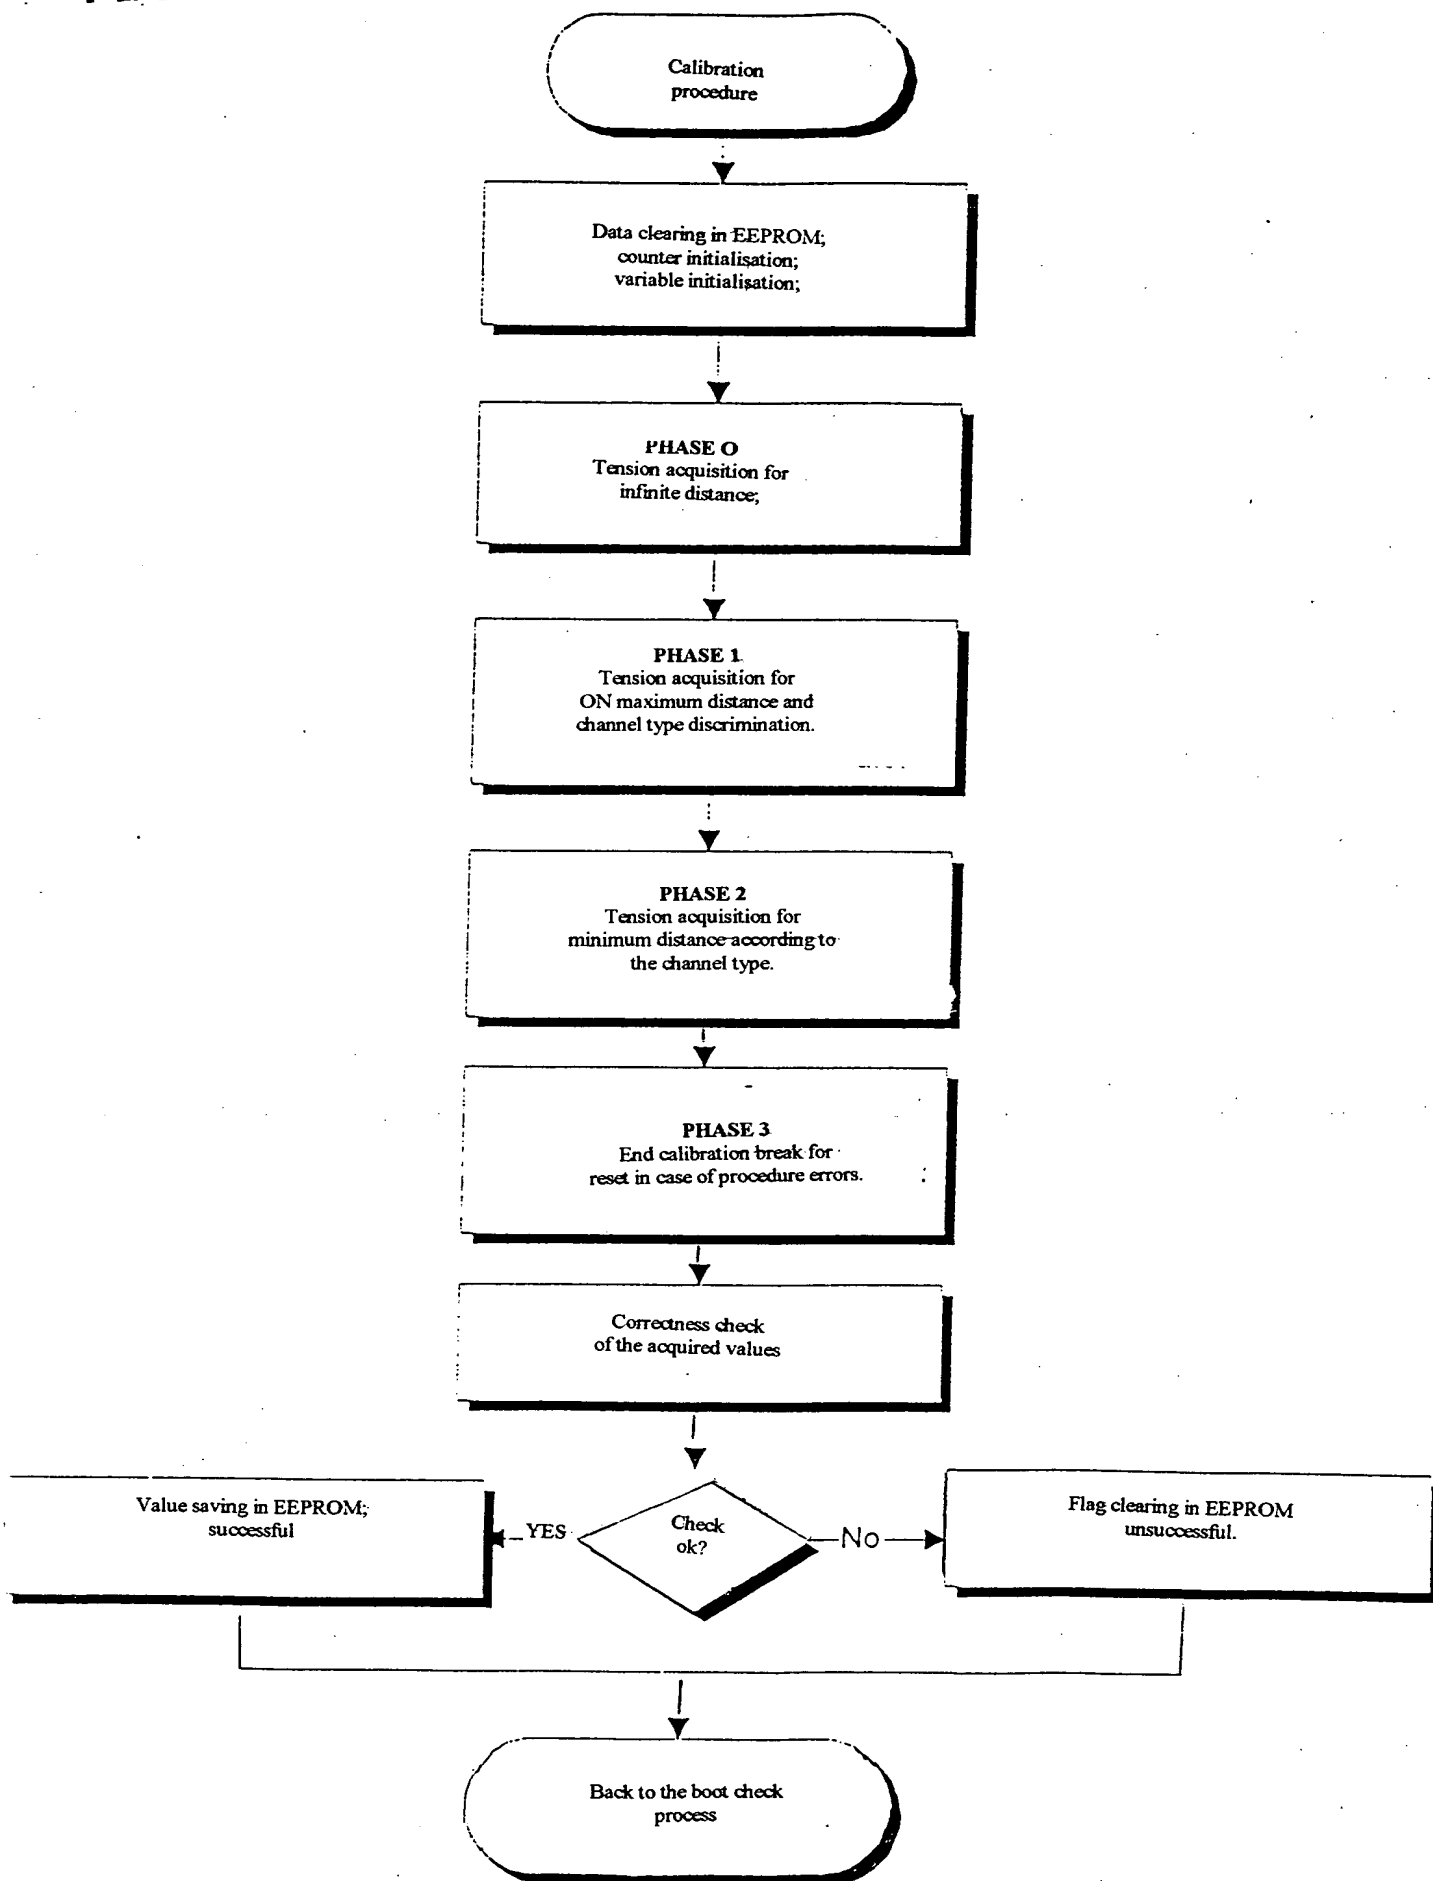 Calibration
procedure
Data clearing in EEPROM;
counter initialisation;
variable initialisation;
PHASE O
Tension acquisition for
infinite distance;
PHASE 1
Tension acquisition for
ON maximum distance and
channel type discrimination.
PHASE 2
Tension acquisition for
minimum distance according to
the channel type.
PHASE 3
End calibration break for
reset in case of procedure errors.
Correctness check
of the acquired values
Value saving in EEPROM;
successful
YES
Check
ok?
No
Flag clearing in EEPROM
unsuccessful.
Back to the boot check
process